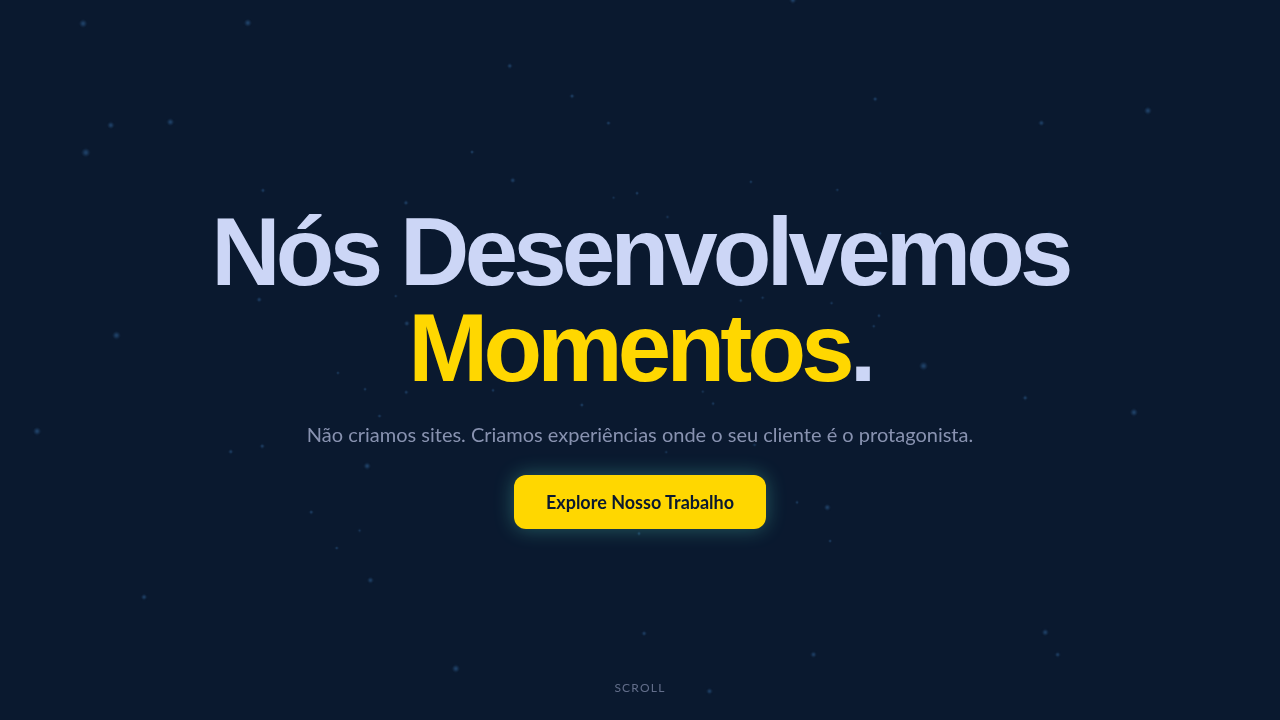 Nós Desenvolvemos
Momentos.
Não criamos sites. Criamos experiências onde o seu cliente é o protagonista.
Explore Nosso Trabalho
SCROLL